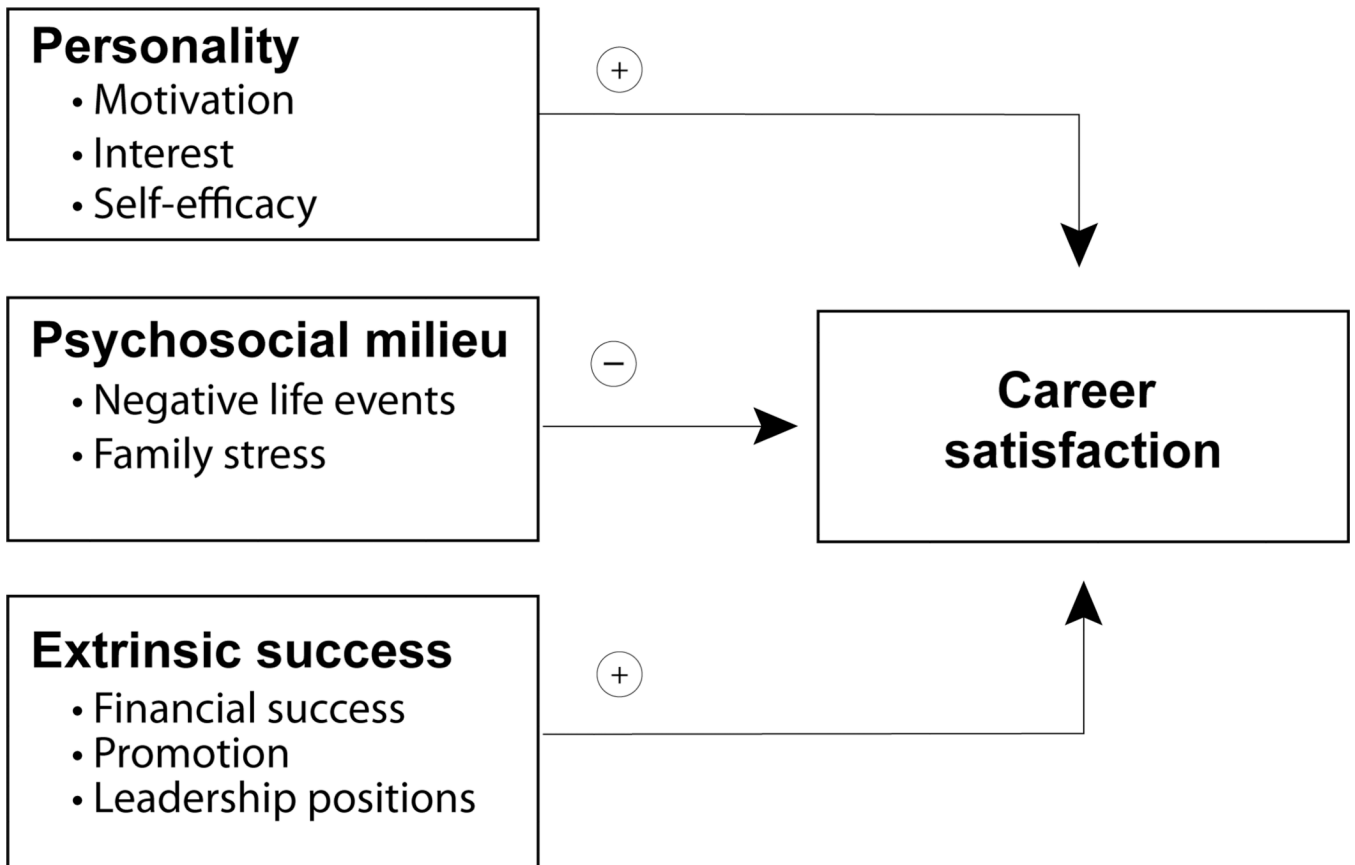 Personality
• Motivation
• Interest
• Self-efficacy
+
Psychosocial milieu
• Negative life events
• Family stress
−
Career
satisfaction
Extrinsic success
• Financial success
• Promotion
• Leadership positions
+